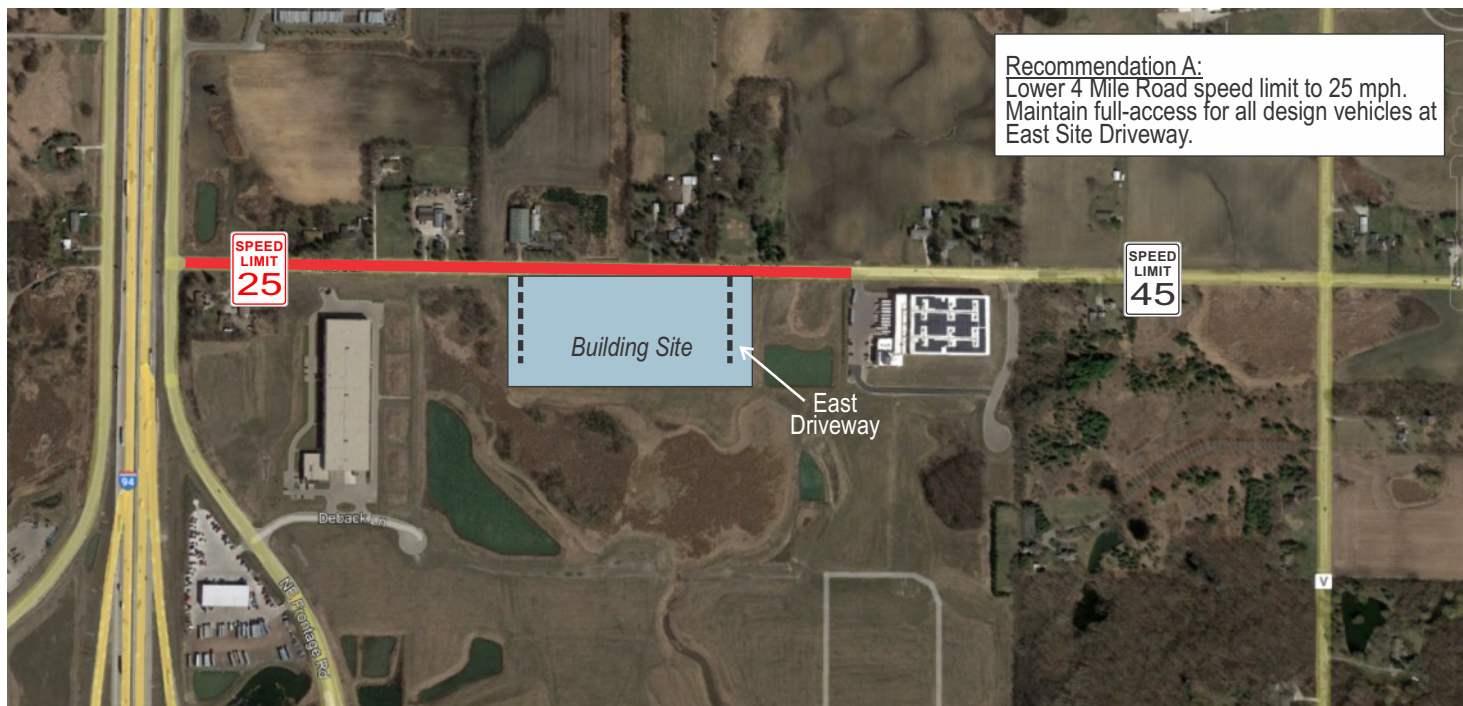 Recommendation A:
Lower 4 Mile Road speed limit to 25 mph.
Maintain full-access for all design vehicles at
East Site Driveway.
SPEED
LIMIT
25
SPEED
LIMIT
45
Building Site
East
Driveway
94
Deback Ln
NE Frontage Rd
V
4